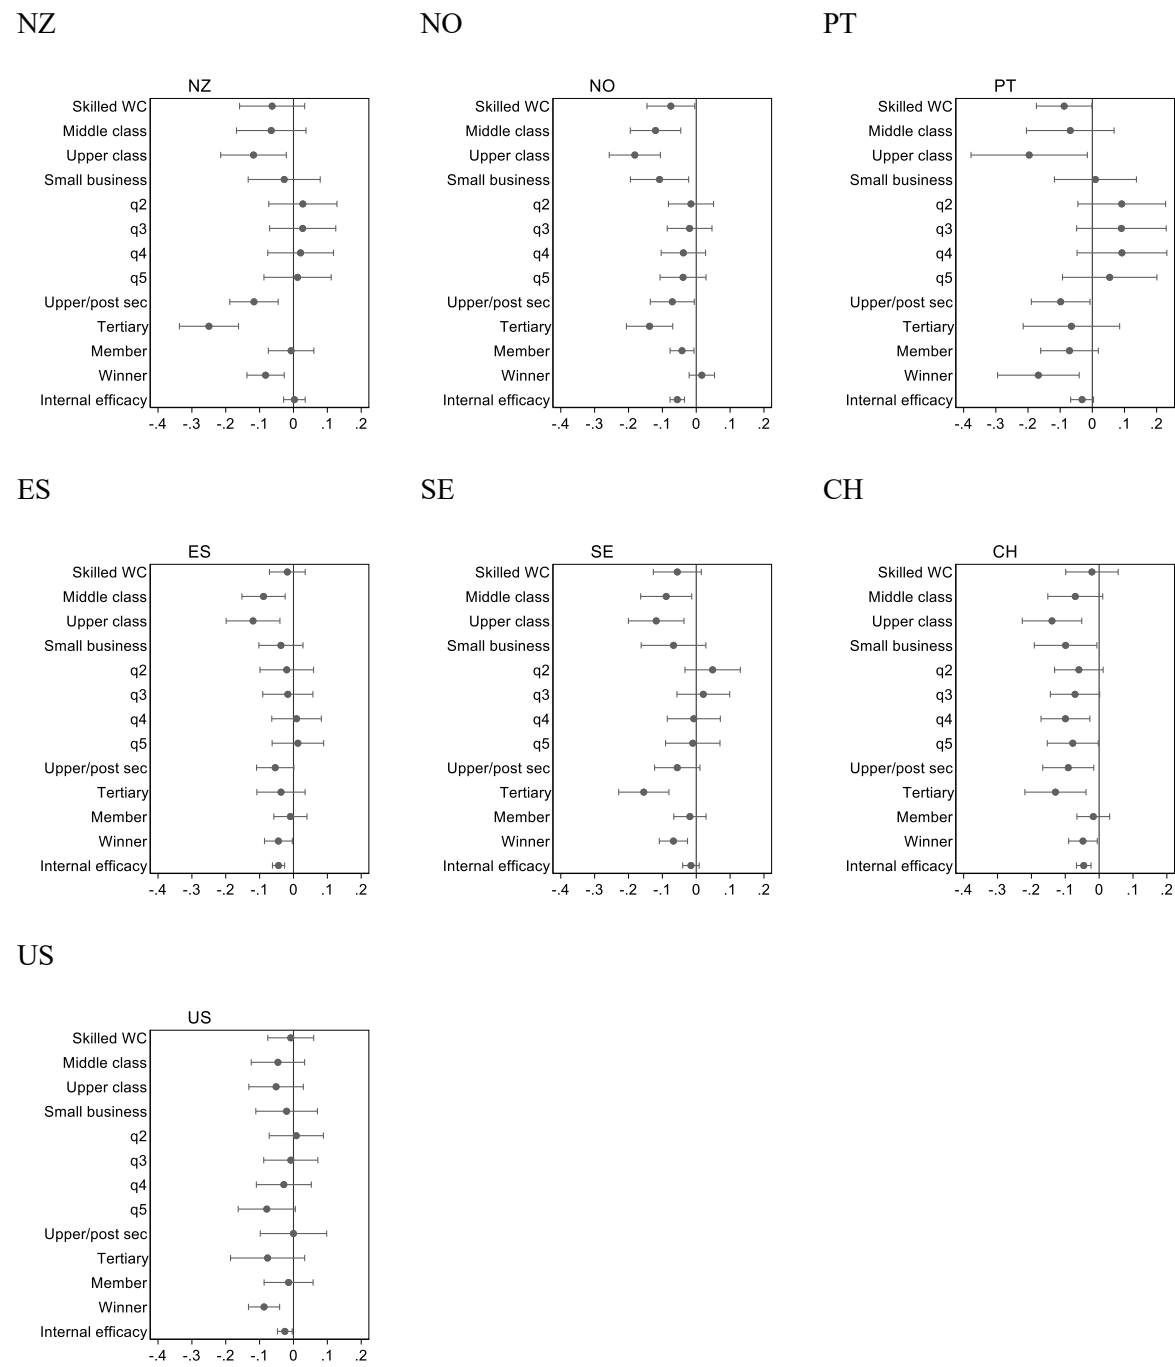 NZ NO PT
NZ
Skilled WC
Middle class
Upper class
Small business
q2
q3
q4
q5
Upper/post sec
Tertiary
Member
Winner
Internal efficacy
-.4 -.3 -.2 -.1 0 .1 .2
NO
Skilled WC
Middle class
Upper class
Small business
q2
q3
q4
q5
Upper/post sec
Tertiary
Member
Winner
Internal efficacy
-.4 -.3 -.2 -.1 0 .1 .2
PT
Skilled WC
Middle class
Upper class
Small business
q2
q3
q4
q5
Upper/post sec
Tertiary
Member
Winner
Internal efficacy
-.4 -.3 -.2 -.1 0 .1 .2
ES SE CH
ES
Skilled WC
Middle class
Upper class
Small business
q2
q3
q4
q5
Upper/post sec
Tertiary
Member
Winner
Internal efficacy
-.4 -.3 -.2 -.1 0 .1 .2
SE
Skilled WC
Middle class
Upper class
Small business
q2
q3
q4
q5
Upper/post sec
Tertiary
Member
Winner
Internal efficacy
-.4 -.3 -.2 -.1 0 .1 .2
CH
Skilled WC
Middle class
Upper class
Small business
q2
q3
q4
q5
Upper/post sec
Tertiary
Member
Winner
Internal efficacy
-.4 -.3 -.2 -.1 0 .1 .2
US
US
Skilled WC
Middle class
Upper class
Small business
q2
q3
q4
q5
Upper/post sec
Tertiary
Member
Winner
Internal efficacy
-.4 -.3 -.2 -.1 0 .1 .2